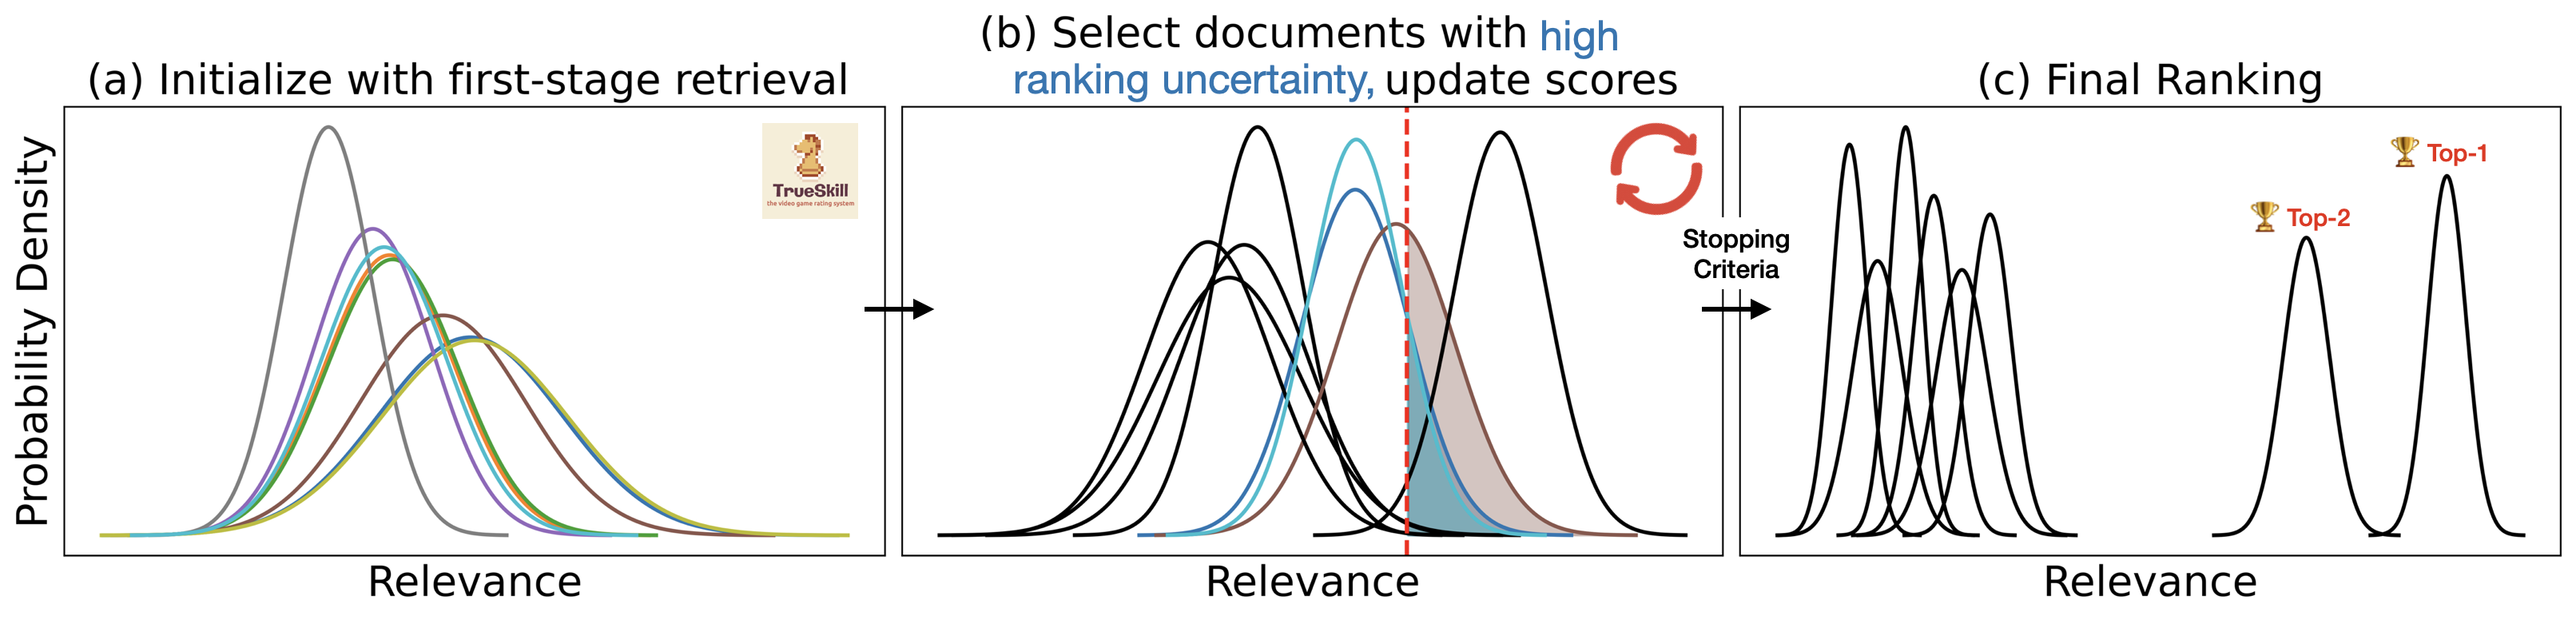 (a) Initialize with first-stage retrieval
(b) Select documents with high
ranking uncertainty, update scores
(c) Final Ranking
Probability Density
TrueSkill
the video game rating system
Stopping
Criteria
Top-2
Top-1
Relevance
Relevance
Relevance